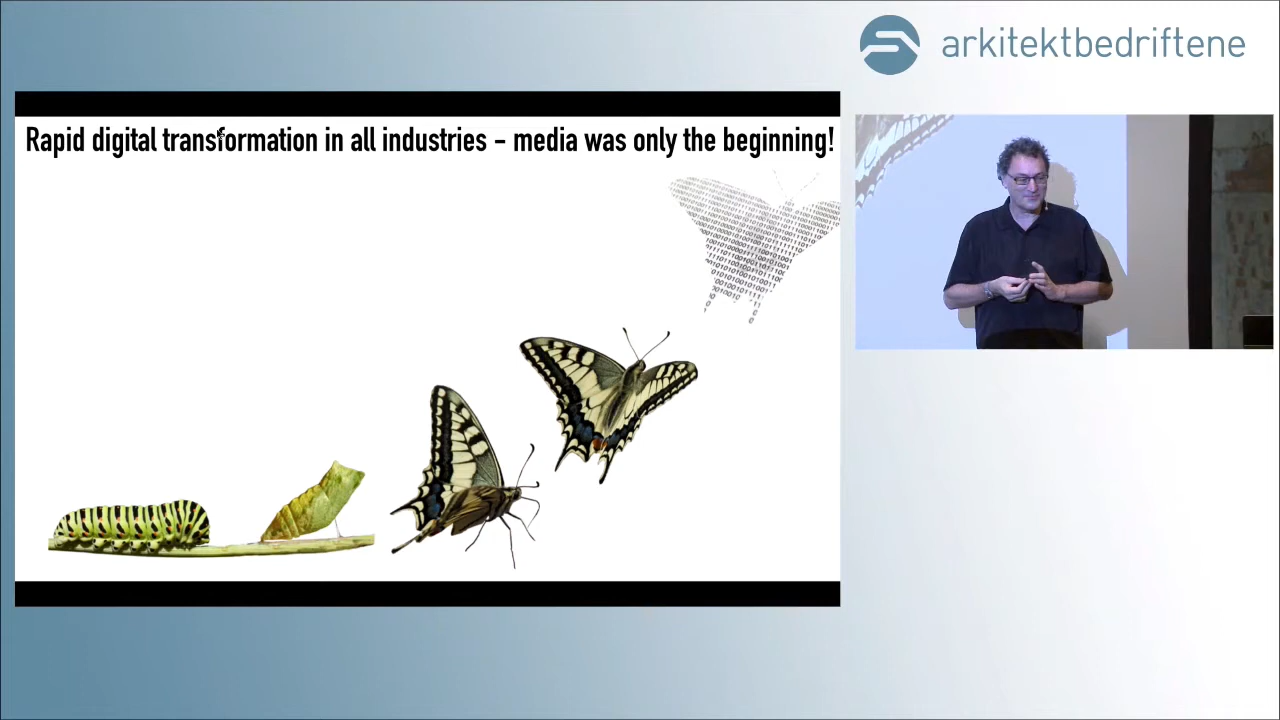 arkitektbedriftene
Rapid digital transformation in all industries – media was only the beginning!